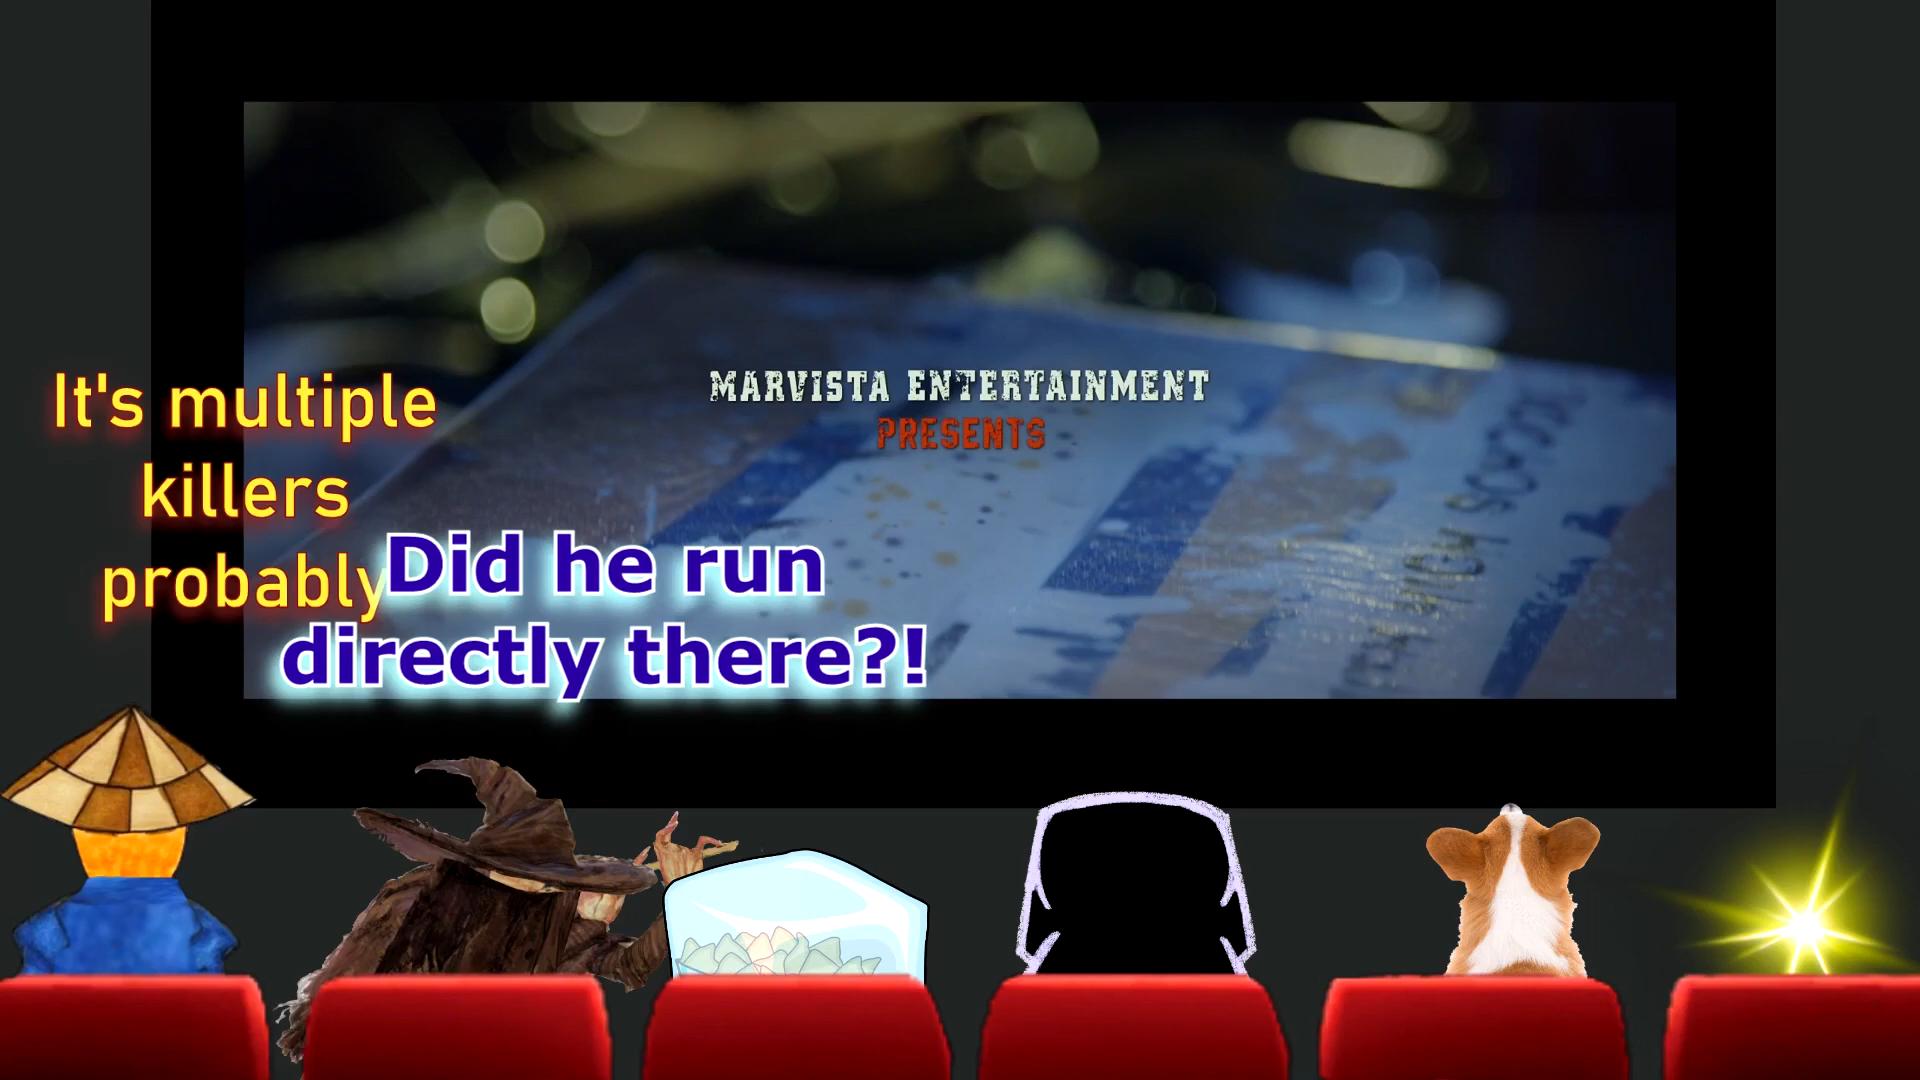 MARVISTA ENTERTAINMENT
PRESENTS
It's multiple
killers
probably
Did he run
directly there?!